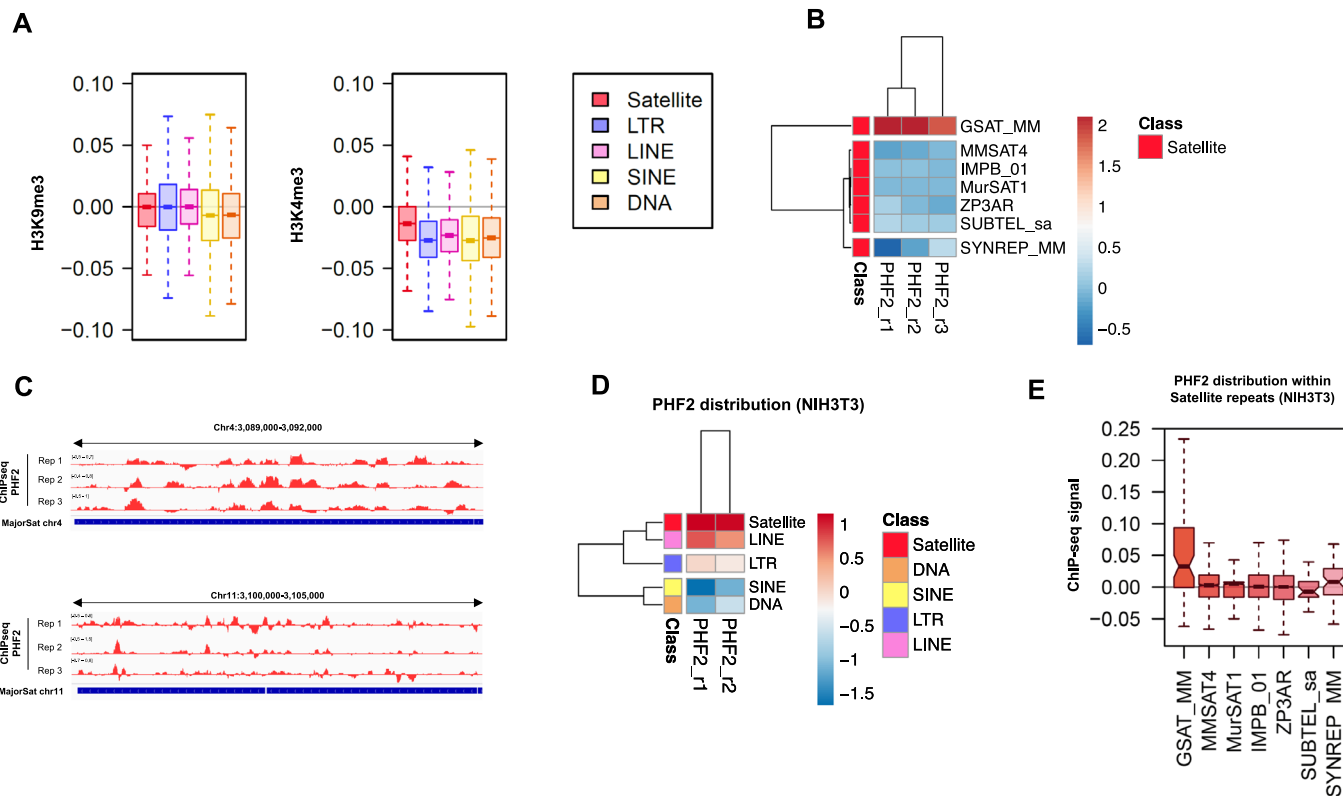 A
0.10
0.05
0.00
−0.05
−0.10
H3K9me3
0.10
0.05
0.00
−0.05
−0.10
H3K4me3
Satellite
LTR
LINE
SINE
DNA
B
GSAT_MM
MMSAT4
IMPB_01
MurSAT1
ZP3AR
SUBTEL_sa
SYNREP_MM
Class
PHF2_r1
PHF2_r2
PHF2_r3
2
1.5
1
0.5
0
−0.5
Class
Satellite
C
Chr4:3,089,000-3,092,000
ChIPseq
PHF2
Rep 1
Rep 2
Rep 3
MajorSat chr4
Chr11:3,100,000-3,105,000
ChIPseq
PHF2
Rep 1
Rep 2
Rep 3
MajorSat chr11
D
PHF2 distribution (NIH3T3)
Satellite
LINE
LTR
SINE
DNA
Class
PHF2_r1
PHF2_r2
1
0.5
0
−0.5
−1
−1.5
Class
Satellite
DNA
SINE
LTR
LINE
E
PHF2 distribution within
Satellite repeats (NIH3T3)
ChIP-seq signal
0.25
0.20
0.15
0.10
0.05
0.00
−0.05
GSAT_MM
MMSAT4
MurSAT1
IMPB_01
ZP3AR
SUBTEL_sa
SYNREP_MM